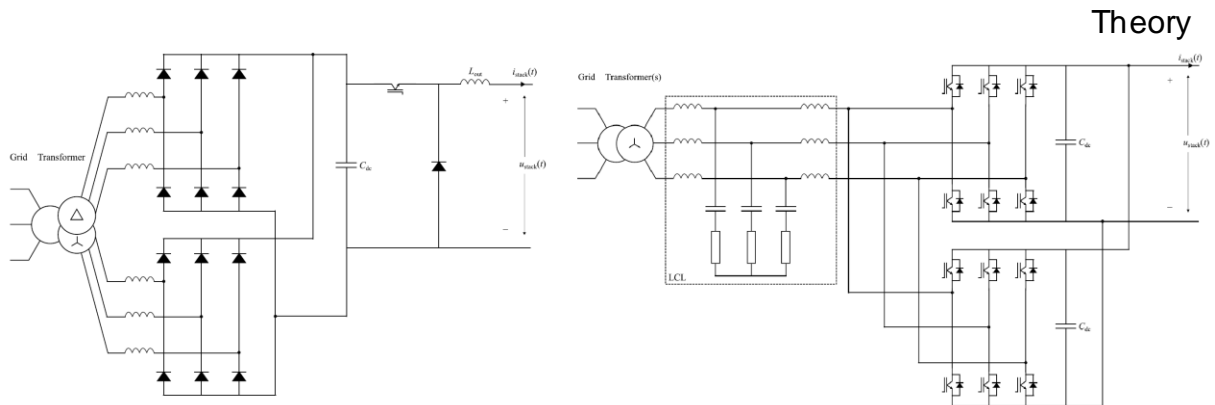 Theory
Grid Transformer
L_out
i_stack(t)
+
C_dc
u_stack(t)
−
Grid Transformer(s)
LCL
i_stack(t)
+
C_dc
u_stack(t)
−
C_dc